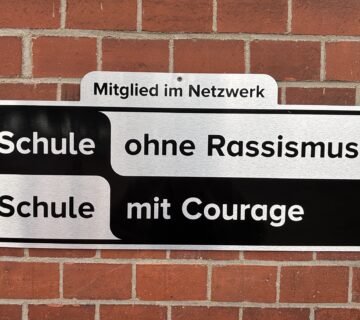 Mitglied im Netzwerk
Schule ohne Rassismus
Schule mit Courage